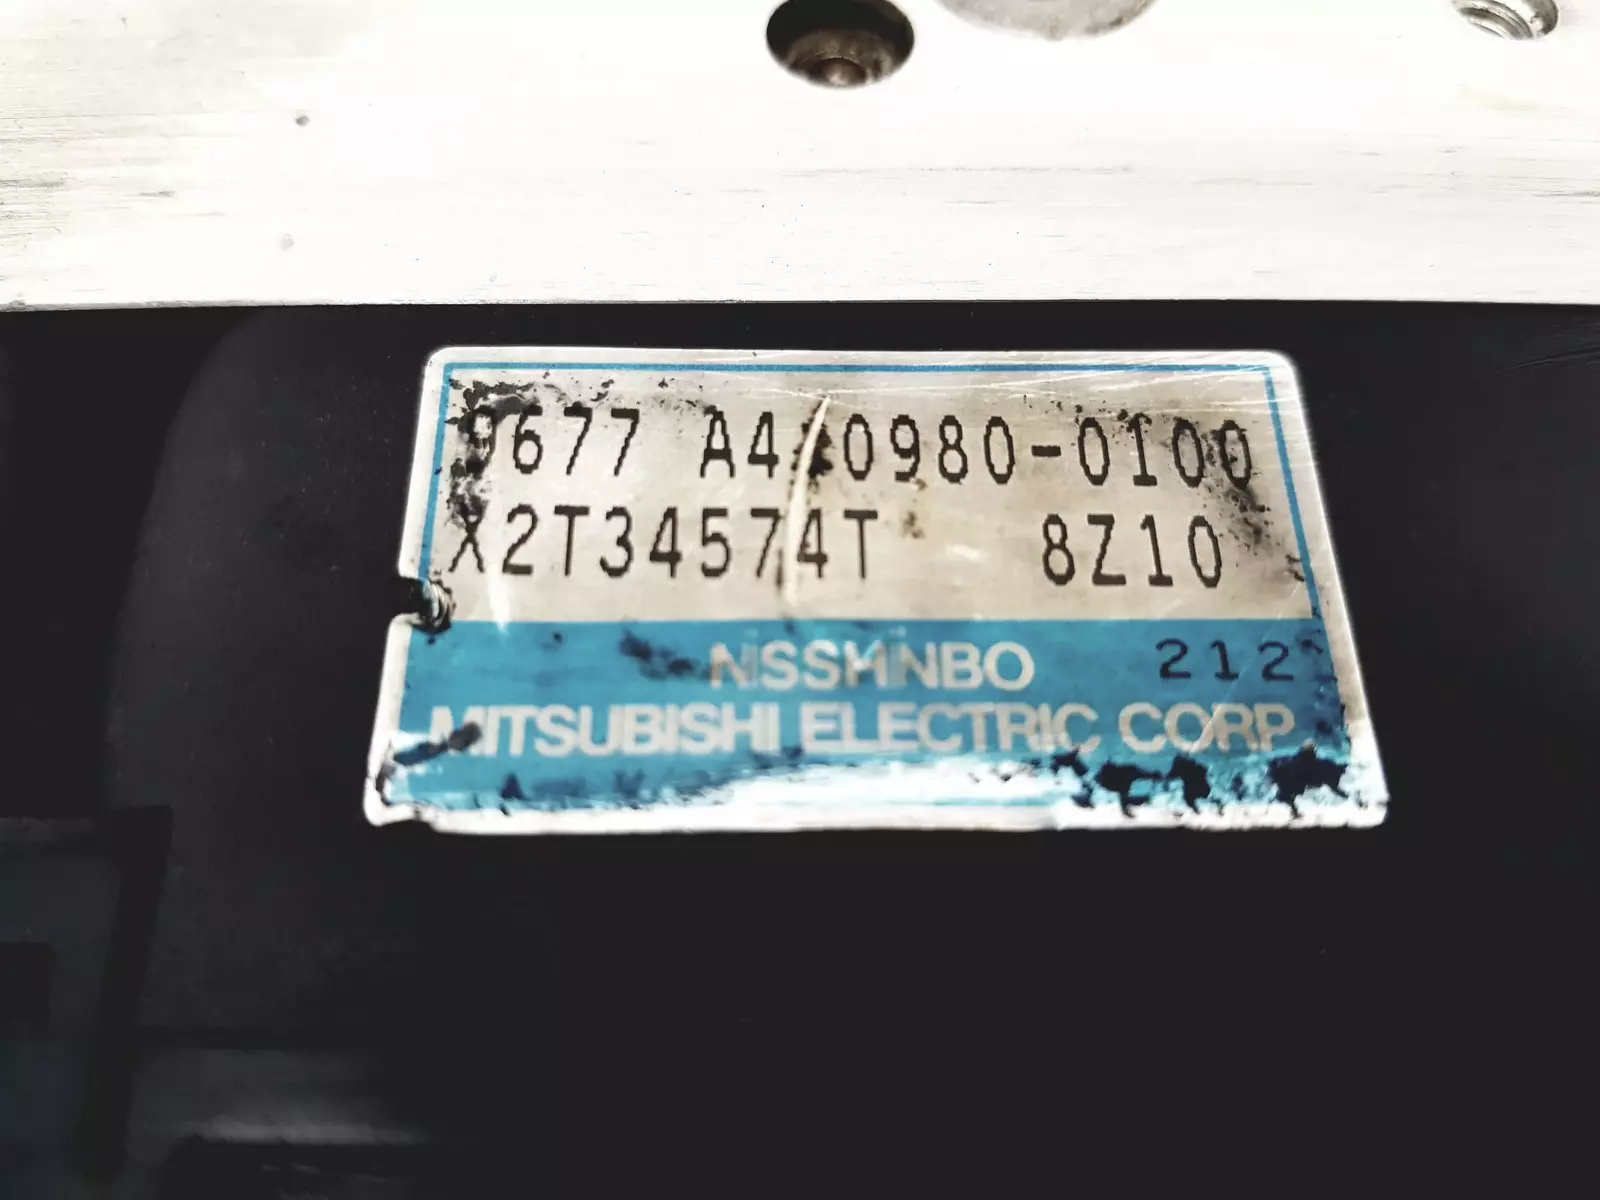 9677 A4 0980-0100
X2T34574T 8Z10
NISSHINBO 212
MITSUBISHI ELECTRIC CORP